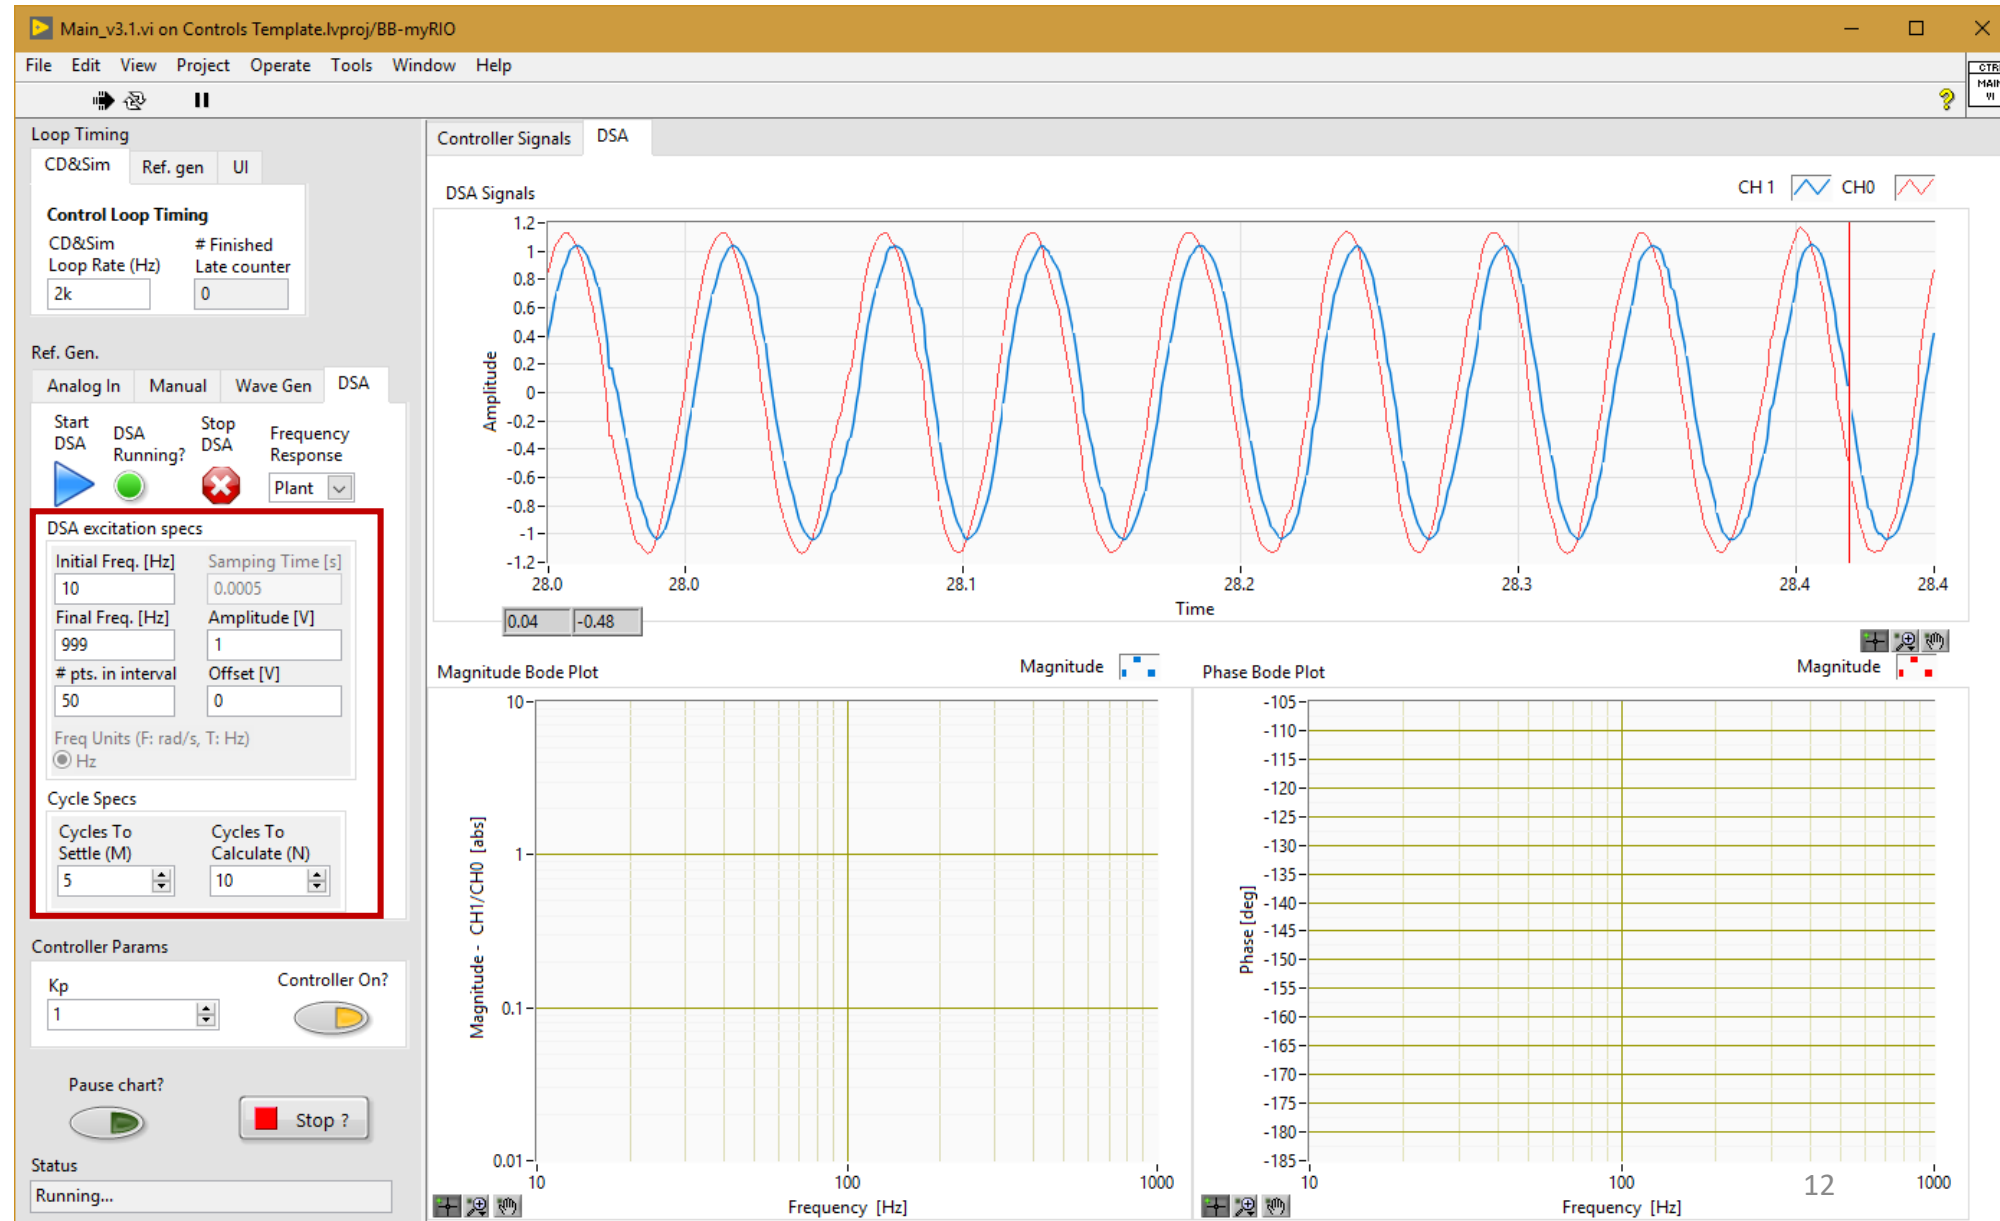 Main_v3.1.vi on Controls Template.lvproj/BB-myRIO
File Edit View Project Operate Tools Window Help
CTR
MAIN
VI
Loop Timing
CD&Sim Ref. gen UI
Control Loop Timing
CD&Sim # Finished
Loop Rate (Hz) Late counter
2k 0
Ref. Gen.
Analog In Manual Wave Gen DSA
Start DSA Stop Frequency
DSA Running? DSA Response
Plant
DSA excitation specs
Initial Freq. [Hz] Samping Time [s]
10 0.0005
Final Freq. [Hz] Amplitude [V]
999 1
# pts. in interval Offset [V]
50 0
Freq Units (F: rad/s, T: Hz)
Hz
Cycle Specs
Cycles To Cycles To
Settle (M) Calculate (N)
5 10
Controller Params
Kp Controller On?
1
Pause chart?
Stop ?
Status
Running...
Controller Signals DSA
DSA Signals CH 1 CH0
1.2
1
0.8
0.6
0.4
0.2
0
-0.2
-0.4
-0.6
-0.8
-1
-1.2
Amplitude
28.0 28.0 28.1 28.2 28.3 28.4 28.4
Time
0.04 -0.48
Magnitude Bode Plot Magnitude
10
1
0.1
0.01
Magnitude - CH1/CH0 [abs]
10 100 1000
Frequency [Hz]
Phase Bode Plot Magnitude
-105
-110
-115
-120
-125
-130
-135
-140
-145
-150
-155
-160
-165
-170
-175
-180
-185
Phase [deg]
10 100 1000
Frequency [Hz]
12